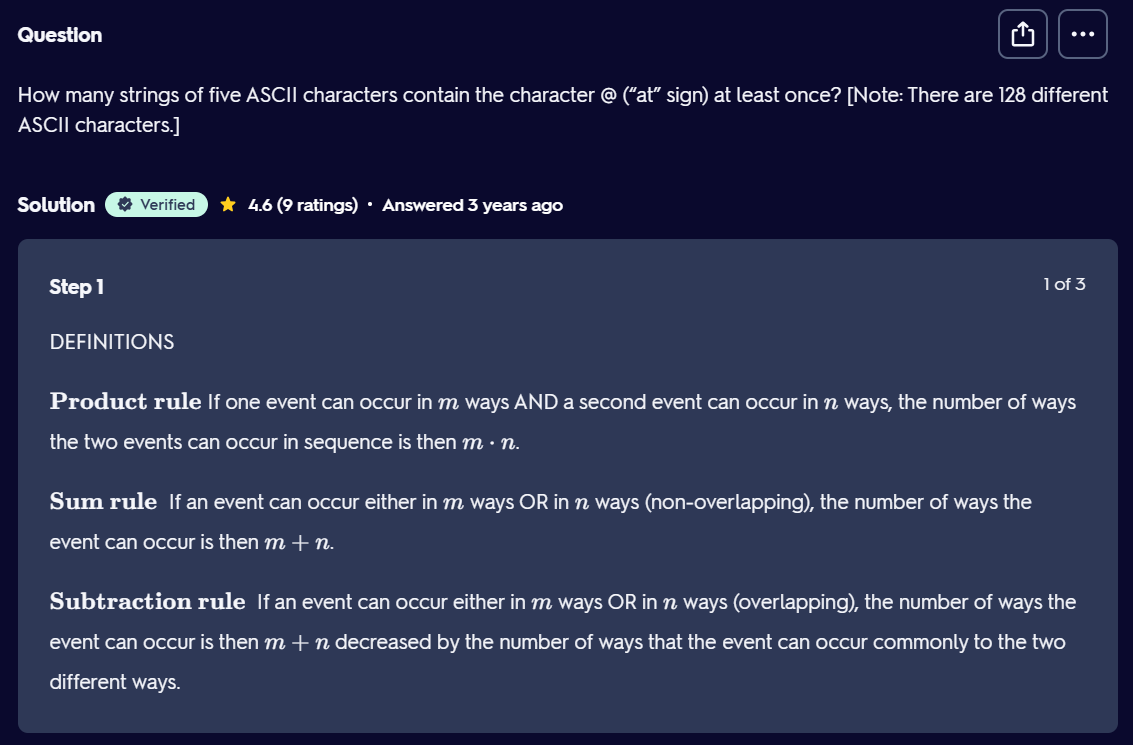 Question
How many strings of five ASCII characters contain the character @ (“at” sign) at least once? [Note: There are 128 different
ASCII characters.]
Solution Verified 4.6 (9 ratings) · Answered 3 years ago
Step 1 1 of 3
DEFINITIONS
Product rule If one event can occur in m ways AND a second event can occur in n ways, the number of ways
the two events can occur in sequence is then m · n.
Sum rule If an event can occur either in m ways OR in n ways (non-overlapping), the number of ways the
event can occur is then m + n.
Subtraction rule If an event can occur either in m ways OR in n ways (overlapping), the number of ways the
event can occur is then m + n decreased by the number of ways that the event can occur commonly to the two
different ways.